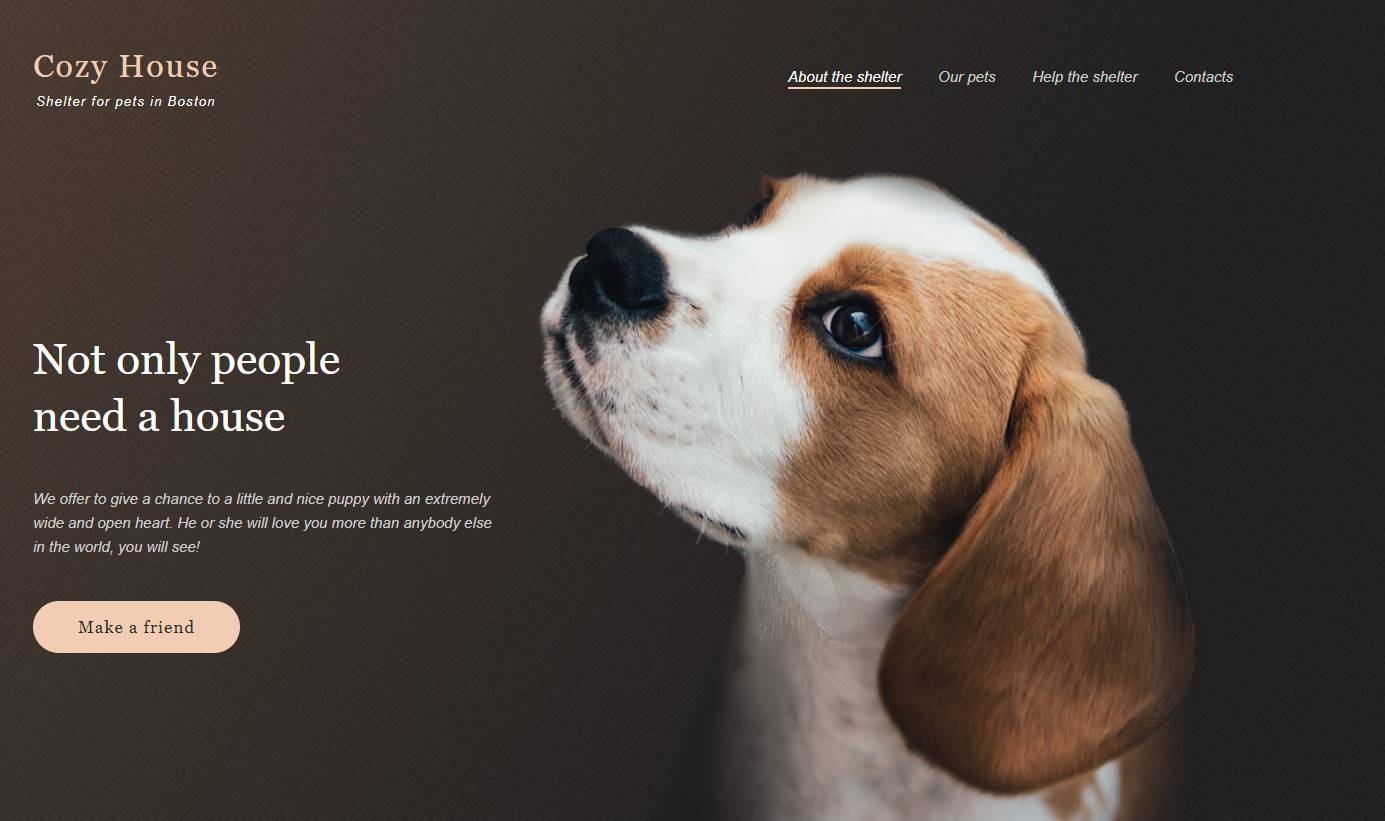 Cozy House
Shelter for pets in Boston
About the shelter
Our pets
Help the shelter
Contacts
Not only people
need a house
We offer to give a chance to a little and nice puppy with an extremely
wide and open heart. He or she will love you more than anybody else
in the world, you will see!
Make a friend